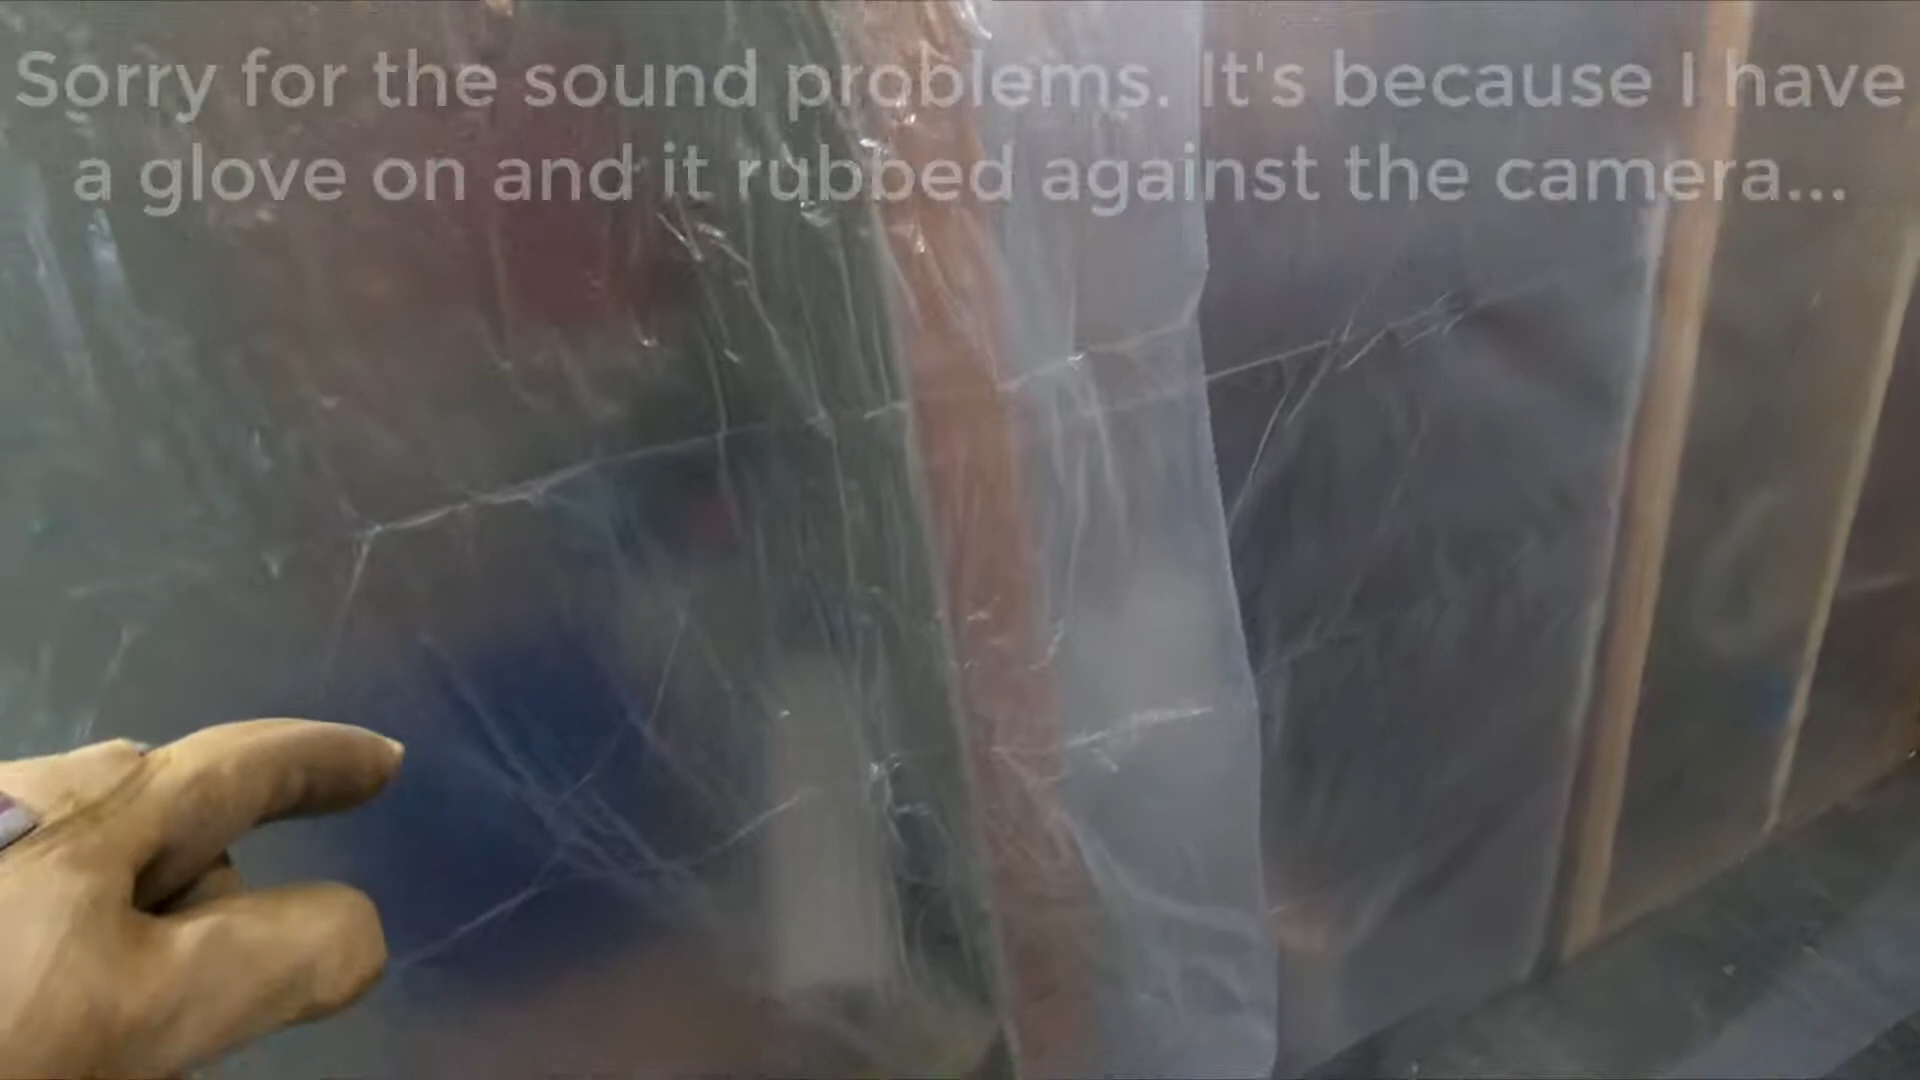 Sorry for the sound problems. It's because I have
a glove on and it rubbed against the camera...